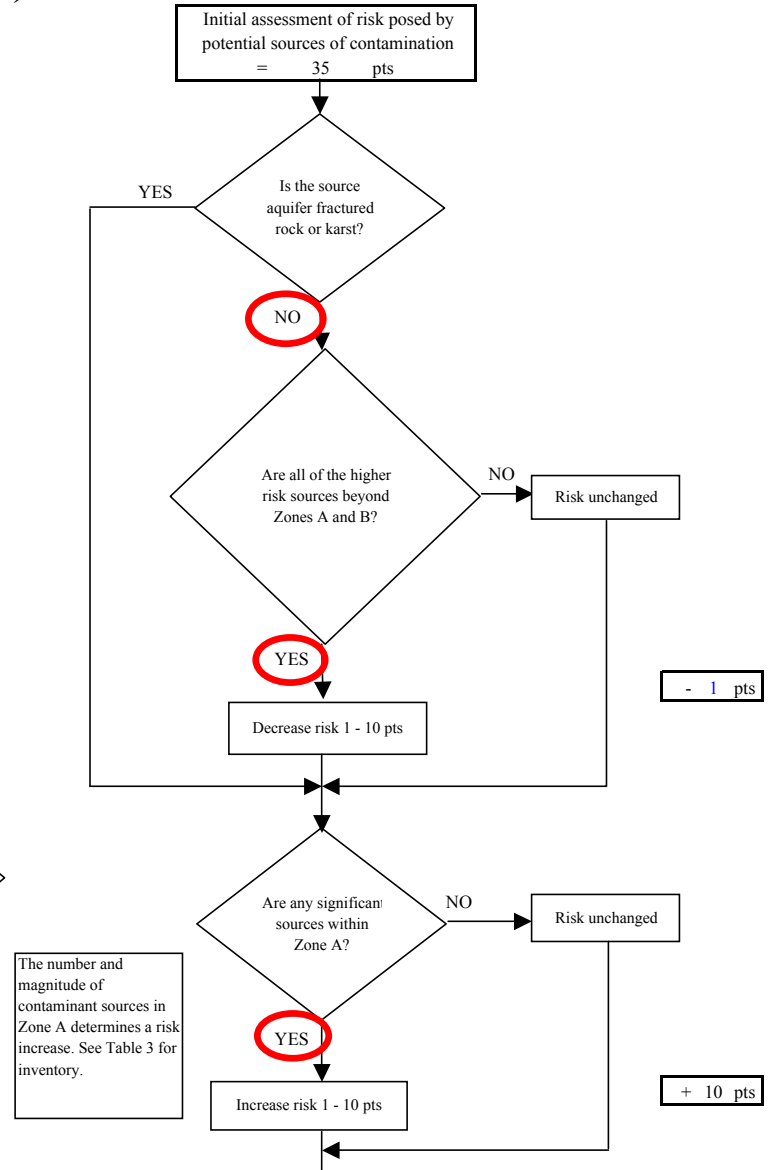 Initial assessment of risk posed by
potential sources of contamination
= 35 pts
Is the source
aquifer fractured
rock or karst?
YES
NO
Are all of the higher
risk sources beyond
Zones A and B?
NO
Risk unchanged
YES
- 1 pts
Decrease risk 1 - 10 pts
Are any significant
sources within
Zone A?
NO
Risk unchanged
The number and
magnitude of
contaminant sources in
Zone A determines a risk
increase. See Table 3 for
inventory.
YES
Increase risk 1 - 10 pts
+ 10 pts